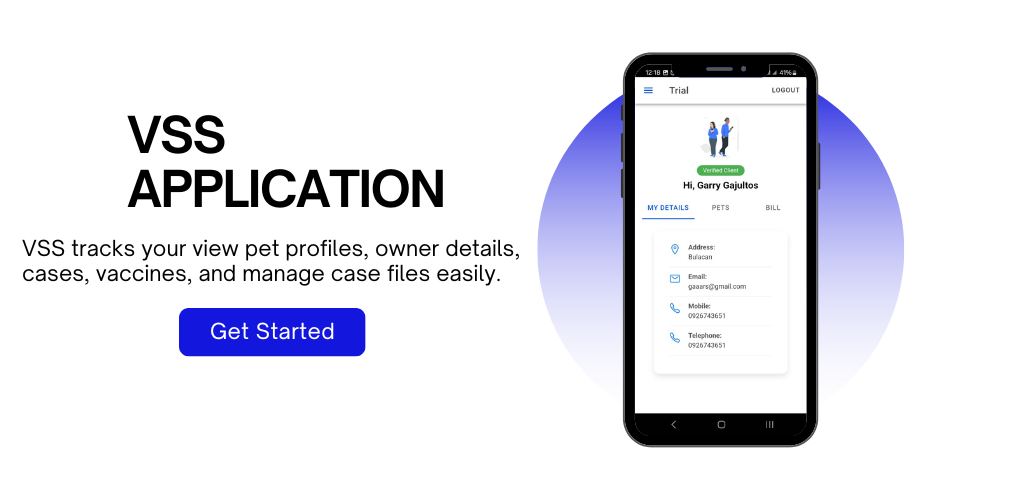 VSS
APPLICATION
VSS tracks your view pet profiles, owner details,
cases, vaccines, and manage case files easily.
Get Started
12:18
41%
Trial
LOGOUT
Verified Client
Hi, Garry Gajultos
MY DETAILS
PETS
BILL
Address:
Bulacan
Email:
gaaars@gmail.com
Mobile:
0926743651
Telephone:
0926743651